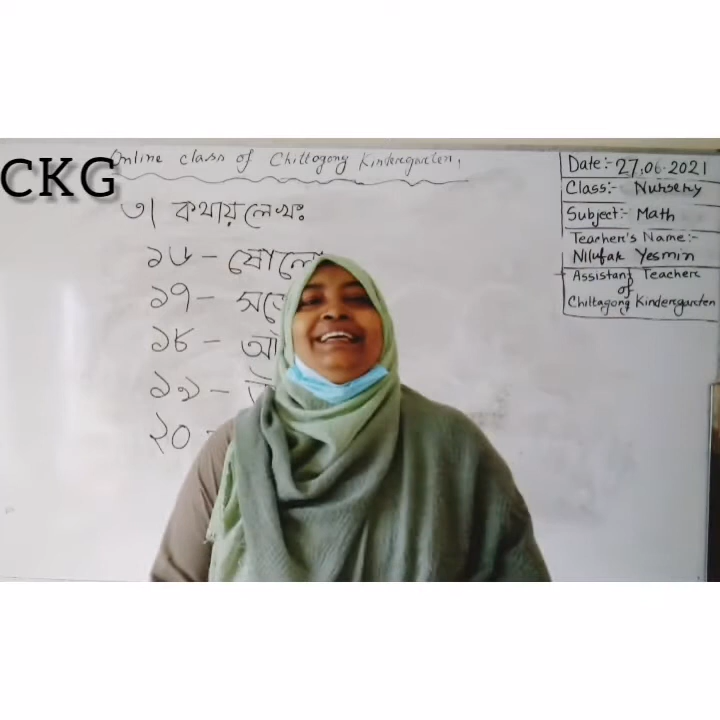 Online class of Chittagong Kindergarten,
CKG
৩| কথায় লেখঃ
১৬ - ষোলো
১৭ -
১৮ -
১৯ -
২০ -
Date:- 27.06.2021
Class:- Nursery
Subject:- Math
Teacher's Name:-
Nilufar Yesmin
Assistant Teacher
of
Chittagong Kindergarten